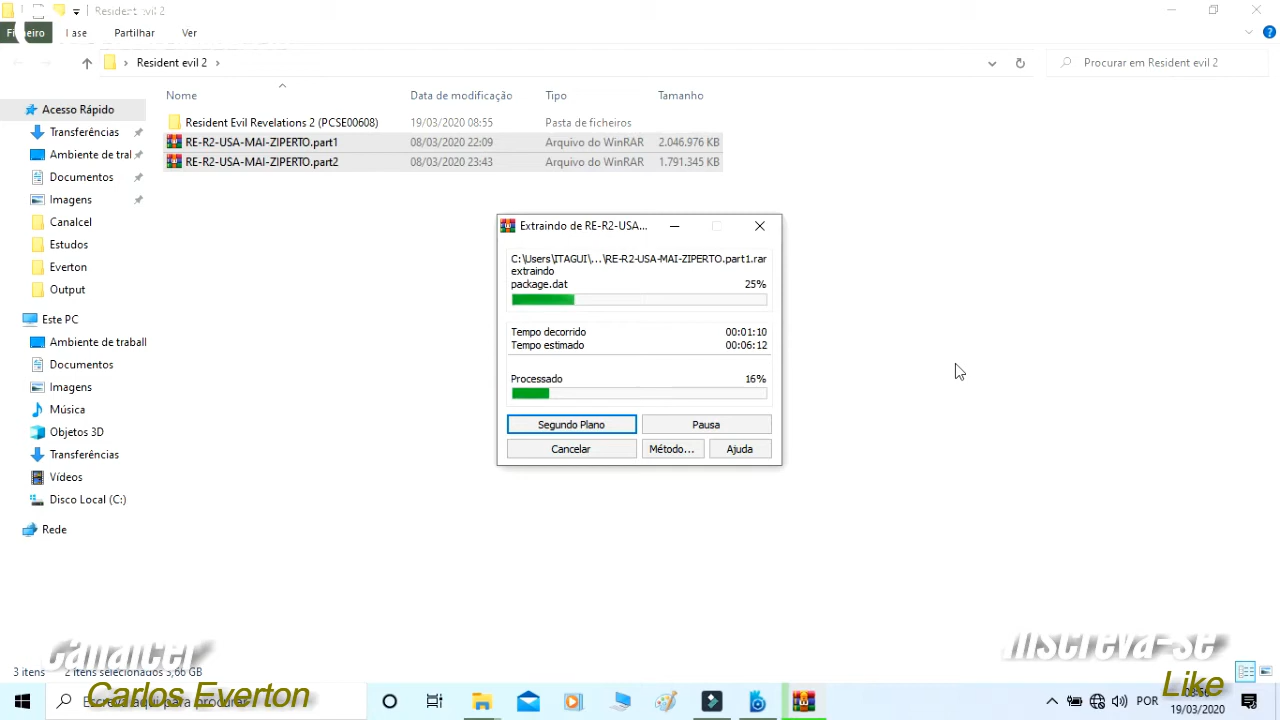 Resident evil 2
Partilhar
Ver
Resident evil 2
Procurar em Resident evil 2
Nome
Data de modificação
Tipo
Tamanho
Resident Evil Revelations 2 (PCSE00608)
19/03/2020 08:55
Pasta de ficheiros
RE-R2-USA-MAI-ZIPERTO.part1
08/03/2020 22:09
Arquivo do WinRAR
2.046.976 KB
RE-R2-USA-MAI-ZIPERTO.part2
08/03/2020 23:43
Arquivo do WinRAR
1.791.345 KB
Acesso Rápido
Transferências
Ambiente de tral
Documentos
Imagens
Canalcel
Estudos
Everton
Output
Este PC
Ambiente de traball
Documentos
Imagens
Música
Objetos 3D
Transferências
Vídeos
Disco Local (C:)
Rede
Extraindo de RE-R2-USA...
C:\Users\ITAGUI\...\RE-R2-USA-MAI-ZIPERTO.part1.rar
extraindo
package.dat
25%
Tempo decorrido
00:01:10
Tempo estimado
00:06:12
Processado
16%
Segundo Plano
Pausa
Cancelar
Método...
Ajuda
3 itens
2 itens selecionados 3,66 GB
Inscreva-se
Carlos Everton
Like
POR
19/03/2020